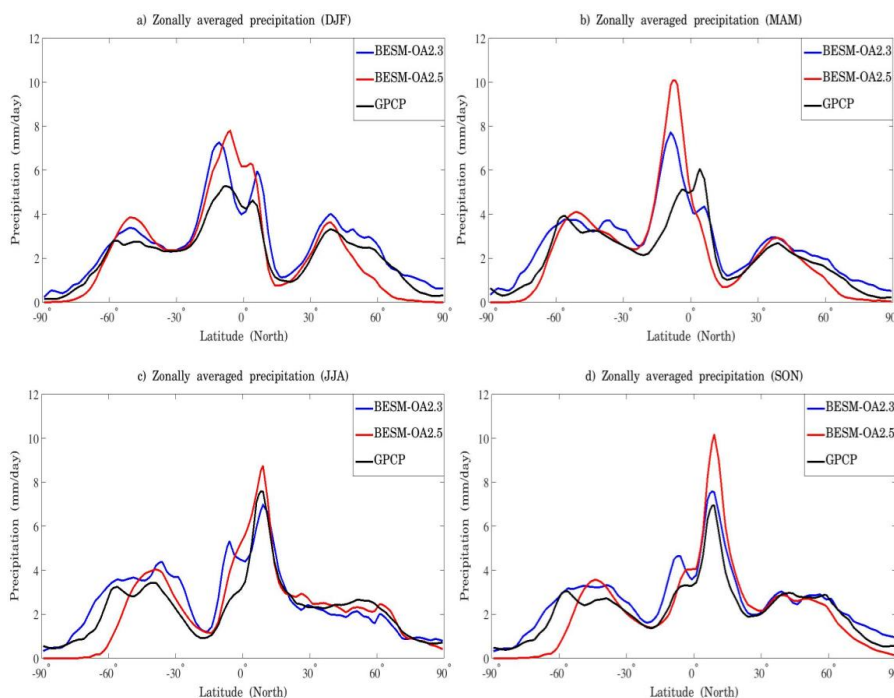 a) Zonally averaged precipitation (DJF)
12
10
8
6
4
2
0
Precipitation (mm/day)
BESM-OA2.3
BESM-OA2.5
GPCP
-90° -60° -30° 0° 30° 60° 90°
Latitude (North)
b) Zonally averaged precipitation (MAM)
12
10
8
6
4
2
0
Precipitation (mm/day)
BESM-OA2.3
BESM-OA2.5
GPCP
-90° -60° -30° 0° 30° 60° 90°
Latitude (North)
c) Zonally averaged precipitation (JJA)
12
10
8
6
4
2
0
Precipitation (mm/day)
BESM-OA2.3
BESM-OA2.5
GPCP
-90° -60° -30° 0° 30° 60° 90°
Latitude (North)
d) Zonally averaged precipitation (SON)
12
10
8
6
4
2
0
Precipitation (mm/day)
BESM-OA2.3
BESM-OA2.5
GPCP
-90° -60° -30° 0° 30° 60° 90°
Latitude (North)